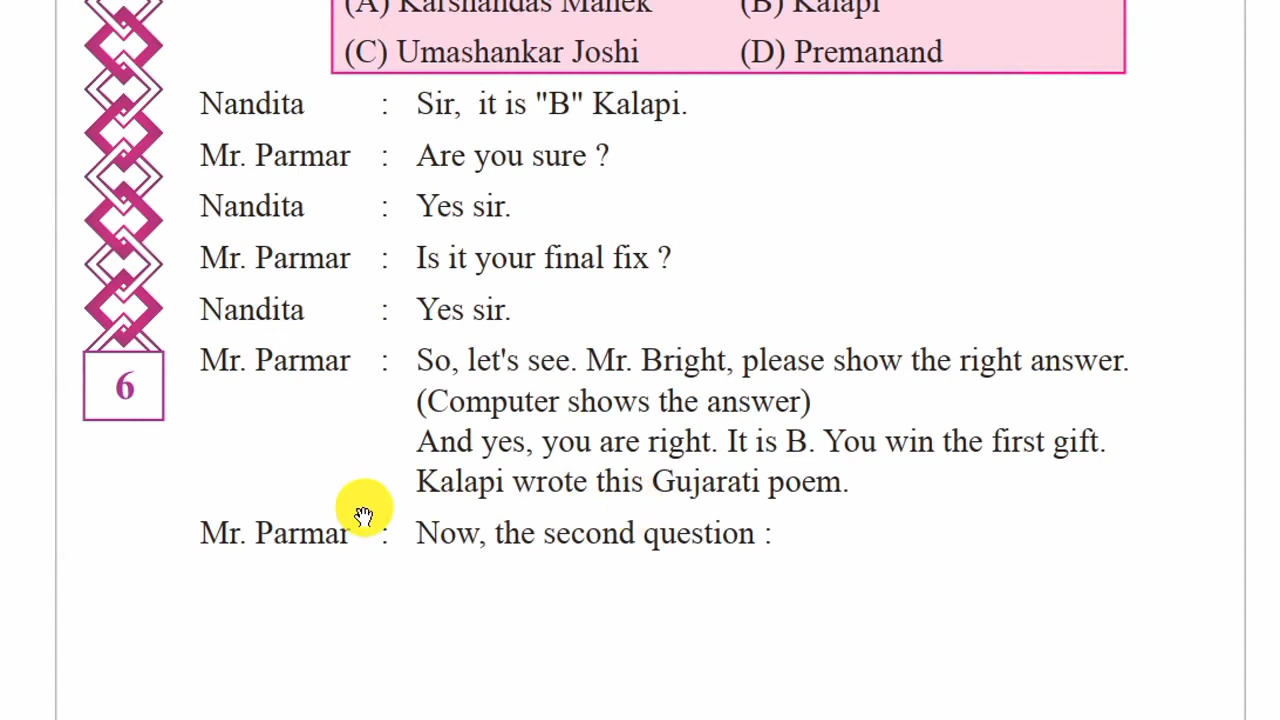 (A) Karsandas Manek (B) Kalapi
(C) Umashankar Joshi (D) Premanand
Nandita : Sir, it is "B" Kalapi.
Mr. Parmar : Are you sure ?
Nandita : Yes sir.
Mr. Parmar : Is it your final fix ?
Nandita : Yes sir.
Mr. Parmar : So, let's see. Mr. Bright, please show the right answer.
(Computer shows the answer)
And yes, you are right. It is B. You win the first gift.
Kalapi wrote this Gujarati poem.
Mr. Parmar : Now, the second question :
6